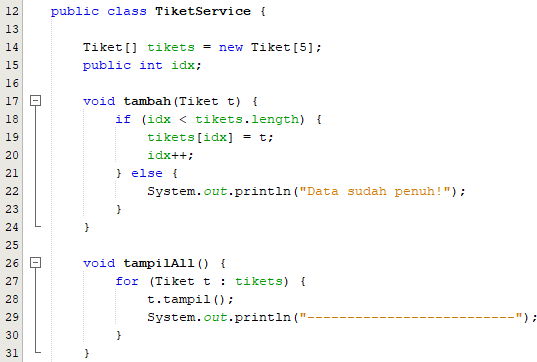 12 public class TiketService {
13
14 Tiket[] tikets = new Tiket[5];
15 public int idx;
16
17 void tambah(Tiket t) {
18 if (idx < tikets.length) {
19 tikets[idx] = t;
20 idx++;
21 } else {
22 System.out.println("Data sudah penuh!");
23 }
24 }
25
26 void tampilAll() {
27 for (Tiket t : tikets) {
28 t.tampil();
29 System.out.println("--------------------------");
30 }
31 }